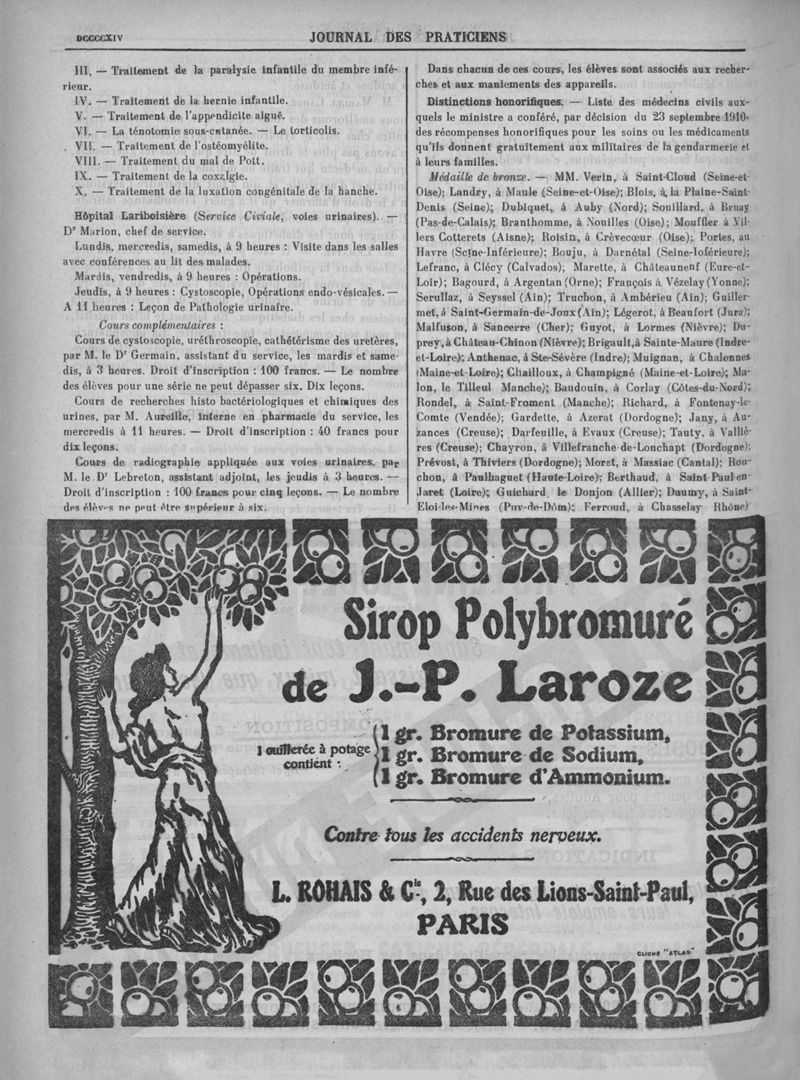 DCCCCXIV
JOURNAL DES PRATICIENS
III. — Traitement de la paralysie infantile du membre infé-
rieur.
IV. — Traitement de la hernie infantile.
V. — Traitement de l'appendicite aiguë.
VI. — La ténotomie sous-cutanée. — Le torticolis.
VII. — Traitement de l'ostéomyélite.
VIII. — Traitement du mal de Pott.
IX. — Traitement de la coxalgie.
X. — Traitement de la luxation congénitale de la hanche.
Hôpital Lariboisière (Service Civiale, voies urinaires). —
Dr Marion, chef de service.
Lundis, mercredis, samedis, à 9 heures : Visite dans les salles
avec conférences au lit des malades.
Mardis, vendredis, à 9 heures : Opérations.
Jeudis, à 9 heures : Cystoscopie, Opérations endo-vésicales. —
A 11 heures : Leçon de Pathologie urinaire.
Cours complémentaires :
Cours de cystoscopie, uréthroscopie, cathétérisme des uretères,
par M. le Dr Germain, assistant du service, les mardis et same-
dis, à 3 heures. Droit d'inscription : 100 francs. — Le nombre
des élèves pour une série ne peut dépasser six. Dix leçons.
Cours de recherches histo bactériologiques et chimiques des
urines, par M. Aureille, interne en pharmacie du service, les
mercredis à 11 heures. — Droit d'inscription : 40 francs pour
dix leçons.
Cours de radiographie appliquée aux voies urinaires, par
M. le Dr Lebreton, assistant adjoint, les jeudis à 3 heures. —
Droit d'inscription : 100 francs pour cinq leçons. — Le nombre
des élèves ne peut être supérieur à six.
Dans chacun de ces cours, les élèves sont associés aux recher-
ches et aux maniements des appareils.
Distinctions honorifiques. — Liste des médecins civils aux-
quels le ministre a conféré, par décision du 23 septembre 1910,
des récompenses honorifiques pour les soins ou les médicaments
qu'ils donnent gratuitement aux militaires de la gendarmerie et
à leurs familles.
Médaille de bronze. — MM. Verin, à Saint-Cloud (Seine-et-
Oise); Landry, à Maule (Seine-et-Oise); Blois, à la Plaine-Saint-
Denis (Seine); Dubiquet, à Auby (Nord); Souillard, à Bruay
(Pas-de-Calais); Branthomme, à Nouilles (Oise); Mouffler à Vil-
lers Cotterets (Aisne); Roisin, à Crèvecœur (Oise); Portes, au
Havre (Seine-Inférieure); Bouju, à Darnétal (Seine-Inférieure);
Lefranc, à Clécy (Calvados); Marette, à Châteauneuf (Eure-et-
Loir); Bagourd, à Argentan (Orne); François à Vézelay (Yonne);
Serullaz, à Seyssel (Ain); Truchon, à Ambérieu (Ain); Guiller-
met, à Saint-Germain-de-Joux (Ain); Légerot, à Beaufort (Jura);
Malfuson, à Sancerre (Cher); Guyot, à Lormes (Nièvre); Du-
prey, à Château-Chinon (Nièvre); Brigault, à Sainte-Maure (Indre-
et-Loire); Anthenac, à Ste-Sévère (Indre); Muignan, à Chalonnes
(Maine-et-Loire); Chailloux, à Champigné (Maine-et-Loire); Ma-
lon, le Tilleul Manche); Baudouin, à Corlay (Côtes-du-Nord);
Rondel, à Saint-Froment (Manche); Richard, à Fontenay-le-
Comte (Vendée); Gardette, à Azerat (Dordogne); Jany, à Au-
zances (Creuse); Darfeuille, à Evaux (Creuse); Tauty, à Valliè-
res (Creuse); Chayron, à Villefranche-de-Lonchapt (Dordogne);
Prévost, à Thiviers (Dordogne); Moret, à Massiac (Cantal); Rou-
chon, à Paulhaguet (Haute-Loire); Berthaud, à Saint Paul en-
Jaret (Loire); Guichard le Donjon (Allier); Daumy, à Saint-
Eloi-les-Mines (Puy-de-Dôm); Ferroud, à Chasselay Rhône)
Sirop Polybromuré
de J.-P. Laroze
1 cuillerée à potage
contient :
1 gr. Bromure de Potassium,
1 gr. Bromure de Sodium,
1 gr. Bromure d'Ammonium.
Contre tous les accidents nerveux.
L. ROHAIS & Cie, 2, Rue des Lions-Saint-Paul,
PARIS
CLICHÉ "ATLAS"